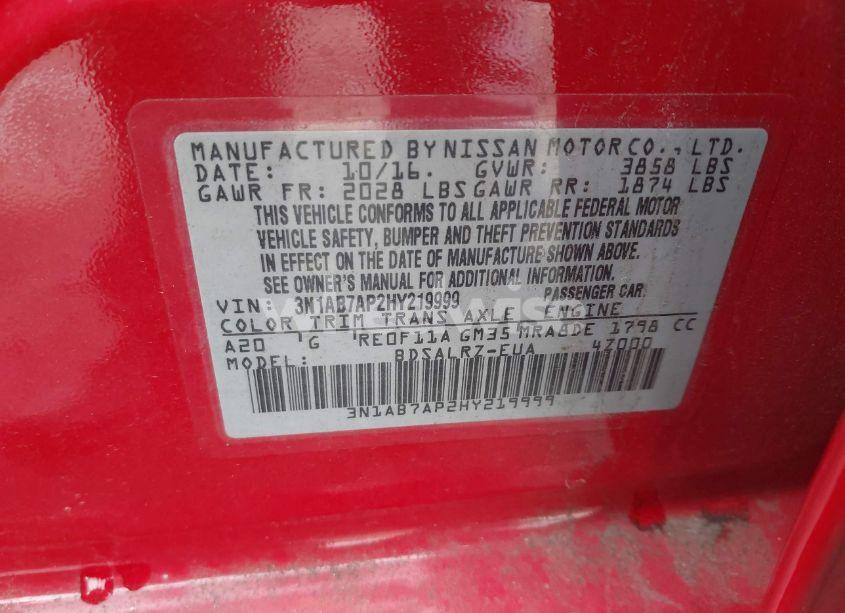 MANUFACTURED BY NISSAN MOTOR CO., LTD.
DATE: 10/16. GVWR: 3858 LBS
GAWR FR: 2028 LBS GAWR RR: 1874 LBS
THIS VEHICLE CONFORMS TO ALL APPLICABLE FEDERAL MOTOR
VEHICLE SAFETY, BUMPER AND THEFT PREVENTION STANDARDS
IN EFFECT ON THE DATE OF MANUFACTURE SHOWN ABOVE.
SEE OWNER'S MANUAL FOR ADDITIONAL INFORMATION.
VIN: 3N1AB7AP2HY219999 PASSENGER CAR.
COLOR TRIM TRANS AXLE ENGINE
A20 'G 'RE0F11A GM35 MRA8DE 1798 CC
MODEL: BDSALRZ-EUA 47000
3N1AB7AP2HY219999